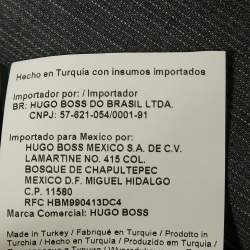 Hecho en Turquia con insumos importados
Importador por: / Importador
BR: HUGO BOSS DO BRASIL LTDA.
CNPJ: 57-821-054/0001-91
Importado para Mexico por:
HUGO BOSS MEXICO S.A. DE C.V.
LAMARTINE NO. 415 COL.
BOSQUE DE CHAPULTEPEC
MEXICO D.F. MIGUEL HIDALGO
C.P. 11580
RFC HBM990413DC4
Marca Comercial: HUGO BOSS
Made in Turkey / Fabriqué en Turquie / Prodotto in
Turchia / Hecho en Turquía / Produzido em Turquia /